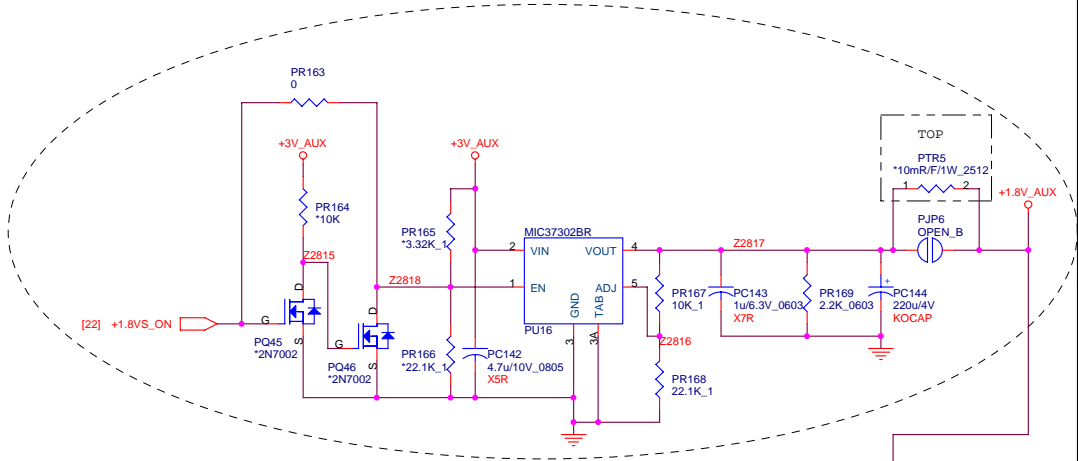 PR163
0
TOP
+3V_AUX
+3V_AUX
PTR5
*10mR/F/1W_2512
1 2
+1.8V_AUX
PR164
*10K
PR165
*3.32K_1
MIC37302BR
PJP6
OPEN_B
Z2815
Z2818
2 VIN VOUT 4
Z2817
1 EN ADJ 5
GND TAB
3 3A
PU16
PR167
10K_1
PC143
1u/6.3V_0603
X7R
PR169
2.2K_0603
+
PC144
220u/4V
KOCAP
[22] +1.8VS_ON
G D S
PQ45
*2N7002
G D S
PQ46
*2N7002
PR166
*22.1K_1
PC142
4.7u/10V_0805
X5R
Z2816
PR168
22.1K_1